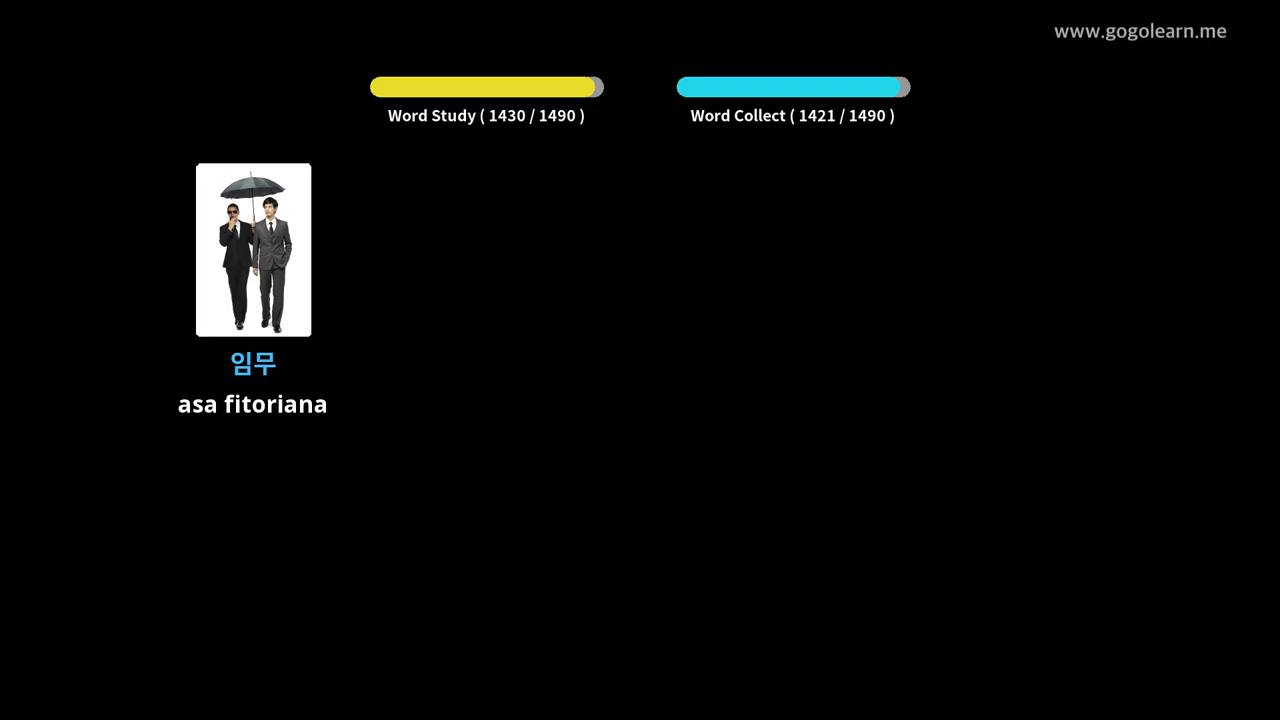 www.gogolearn.me
Word Study ( 1430 / 1490 )
Word Collect ( 1421 / 1490 )
임무
asa fitoriana